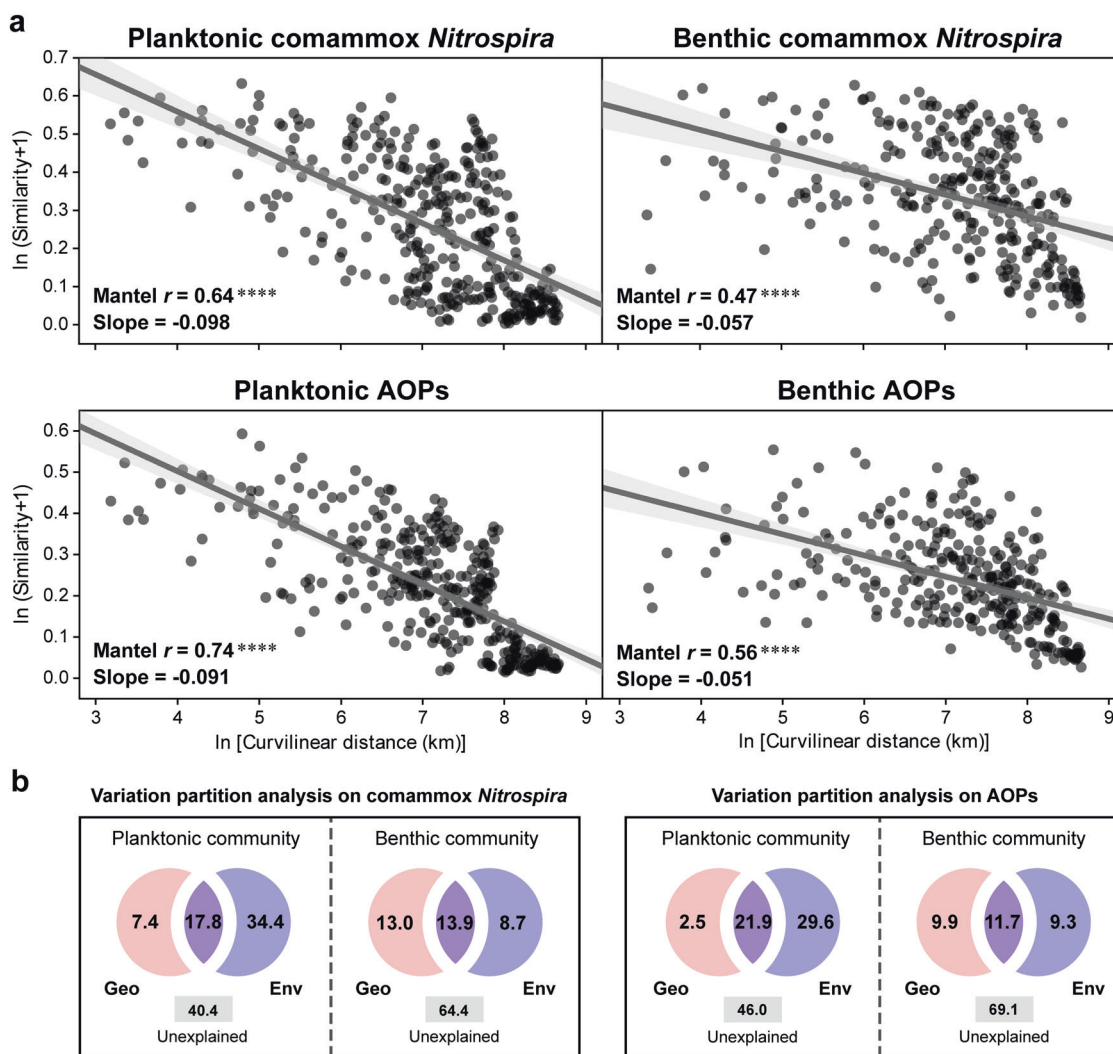 a
Planktonic comammox Nitrospira
Benthic comammox Nitrospira
0.7
0.6
0.5
0.4
0.3
0.2
0.1
0.0
ln (Similarity+1)
Mantel r = 0.64****
Slope = -0.098
Mantel r = 0.47****
Slope = -0.057
Planktonic AOPs
Benthic AOPs
0.6
0.5
0.4
0.3
0.2
0.1
0.0
ln (Similarity+1)
Mantel r = 0.74****
Slope = -0.091
Mantel r = 0.56****
Slope = -0.051
3 4 5 6 7 8 9
3 4 5 6 7 8 9
ln [Curvilinear distance (km)]
ln [Curvilinear distance (km)]
b
Variation partition analysis on comammox Nitrospira
Variation partition analysis on AOPs
Planktonic community
Benthic community
Planktonic community
Benthic community
7.4 17.8 34.4
13.0 13.9 8.7
2.5 21.9 29.6
9.9 11.7 9.3
Geo Env
Geo Env
Geo Env
Geo Env
40.4
64.4
46.0
69.1
Unexplained
Unexplained
Unexplained
Unexplained